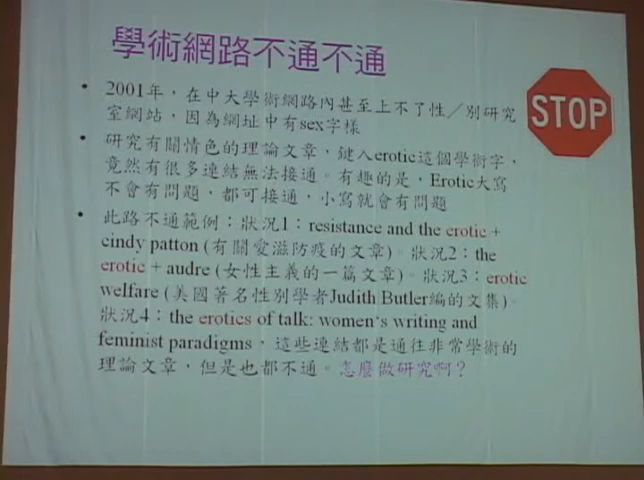 學術網路不通不通
STOP
• 2001年，在中大學術網路內甚至上不了性／別研究
室網站，因為網址中有sex字樣
• 研究有關情色的理論文章，鍵入erotic這個學術字，
竟然有很多連結無法接通。有趣的是，Erotic大寫
不會有問題，都可接通，小寫就會有問題
• 此路不通範例：狀況1：resistance and the erotic +
cindy patton (有關愛滋防疫的文章)。狀況2：the
erotic + audre (女性主義的一篇文章)。狀況3：erotic
welfare (美國著名性別學者Judith Butler編的文集)。
狀況4：the erotics of talk: women's writing and
feminist paradigms，這些連結都是通往非常學術的
理論文章，但是也都不通。怎麼做研究啊？